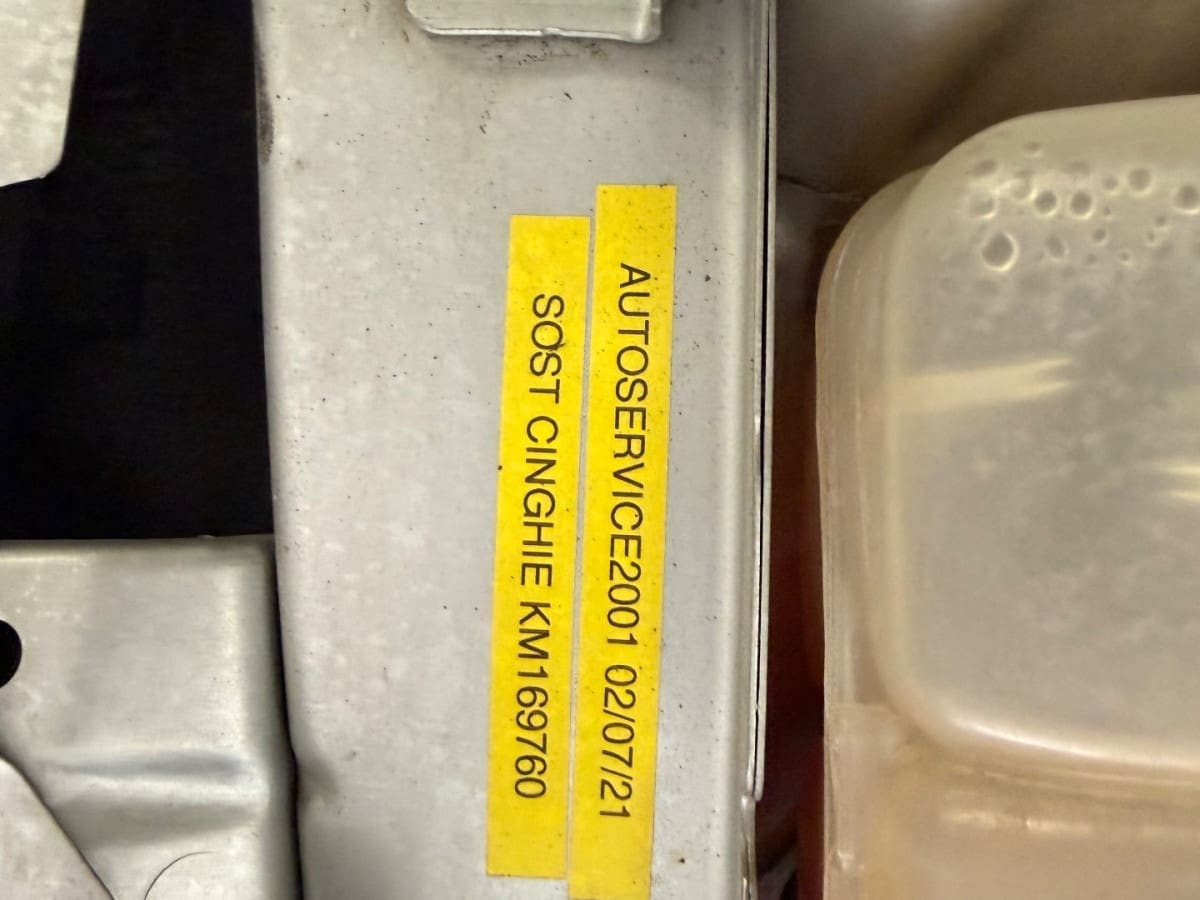 AUTOSERVICE2001 02/07/21
SOST CINGHIE KM169760